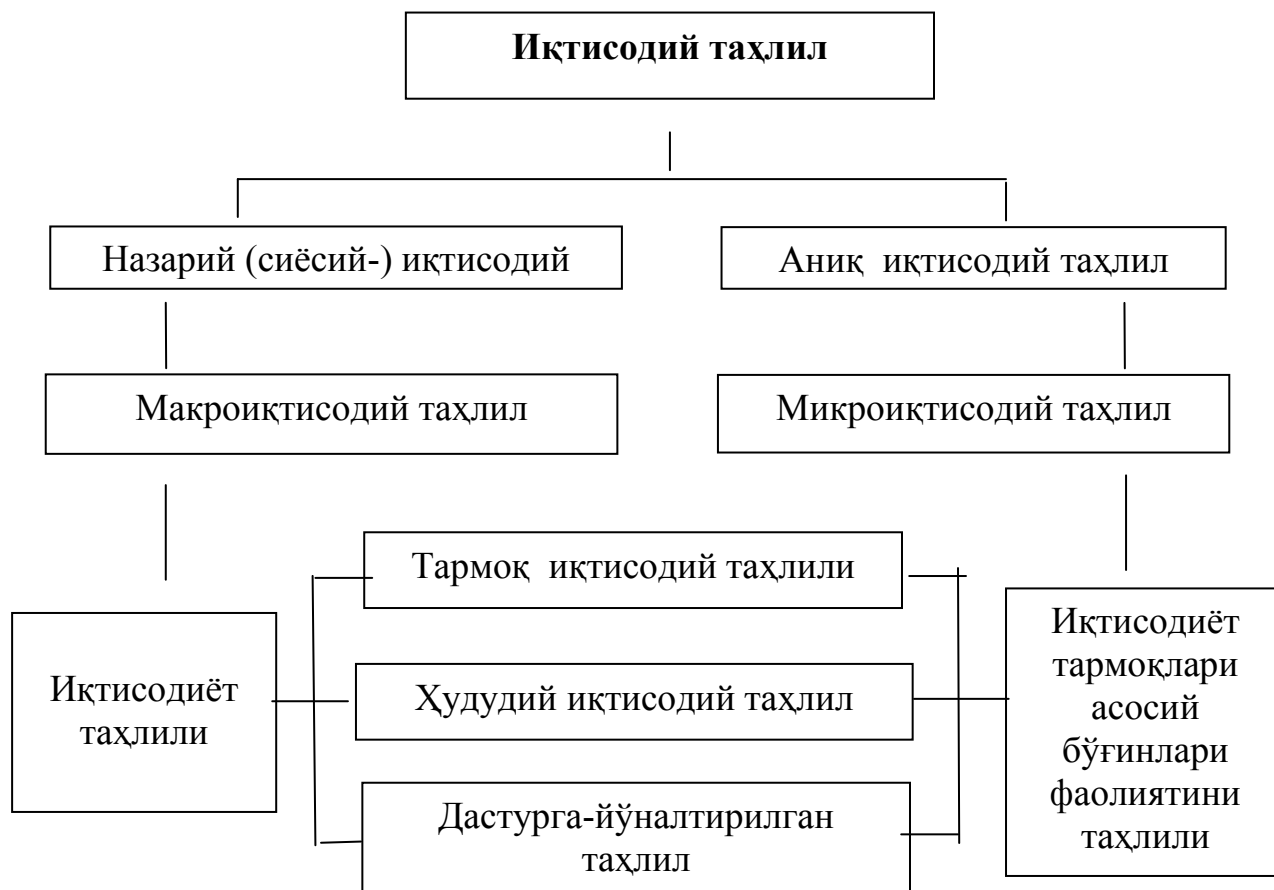 Иқтисодий таҳлил
Назарий (сиёсий-) иқтисодий
Аниқ иқтисодий таҳлил
Макроиқтисодий таҳлил
Микроиқтисодий таҳлил
Тармоқ иқтисодий таҳлили
Иқтисодиёт
таҳлили
Ҳудудий иқтисодий таҳлил
Дастурга-йўналтирилган
таҳлил
Иқтисодиёт
тармоқлари
асосий
бўғинлари
фаолиятини
таҳлили